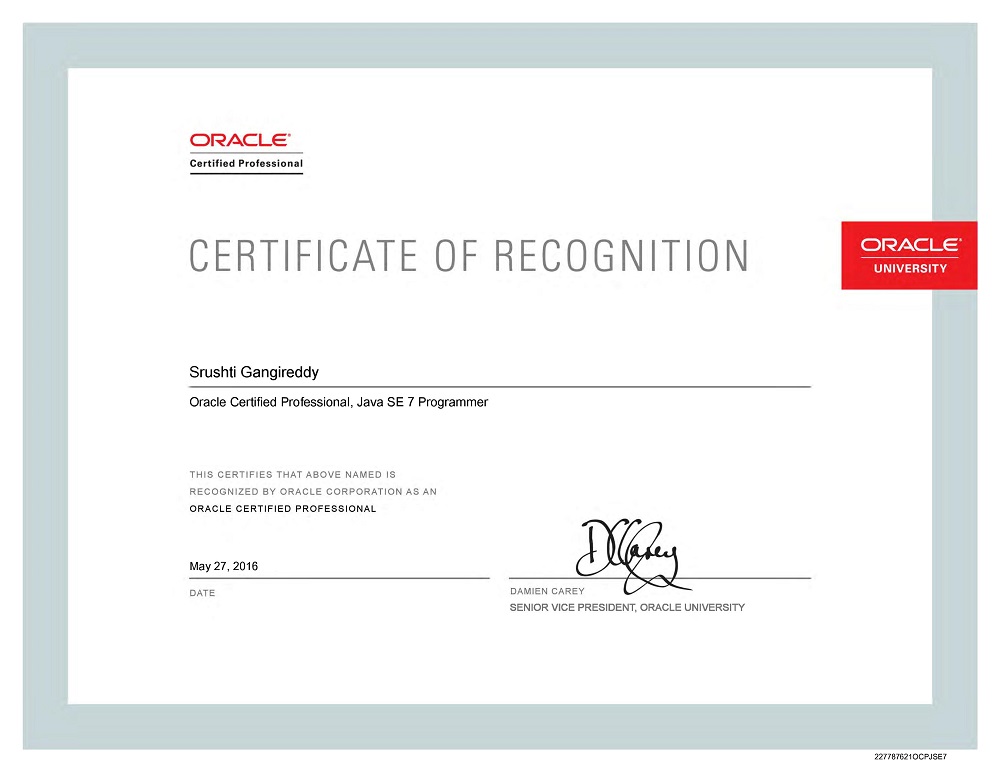 ORACLE®
Certified Professional
CERTIFICATE OF RECOGNITION
ORACLE®
UNIVERSITY
Srushti Gangireddy
Oracle Certified Professional, Java SE 7 Programmer
THIS CERTIFIES THAT ABOVE NAMED IS
RECOGNIZED BY ORACLE CORPORATION AS AN
ORACLE CERTIFIED PROFESSIONAL
May 27, 2016
DATE
DCCarey
DAMIEN CAREY
SENIOR VICE PRESIDENT, ORACLE UNIVERSITY
227787621OCPJSE7